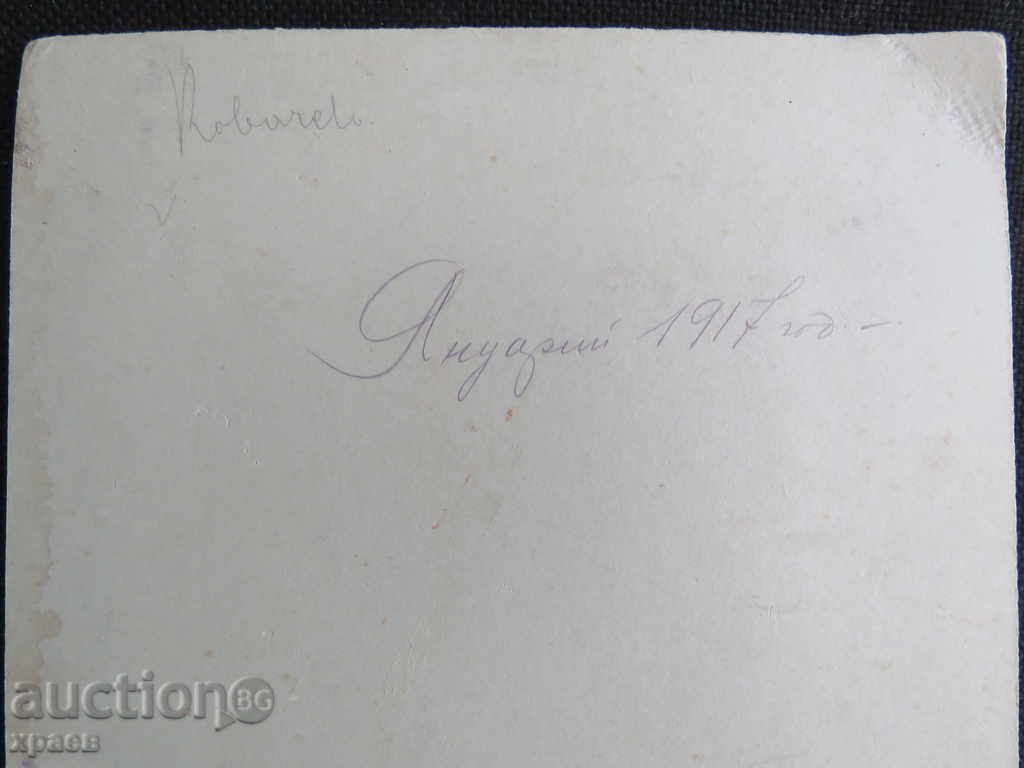 Януарий 1917 год. –
auction BG
храев